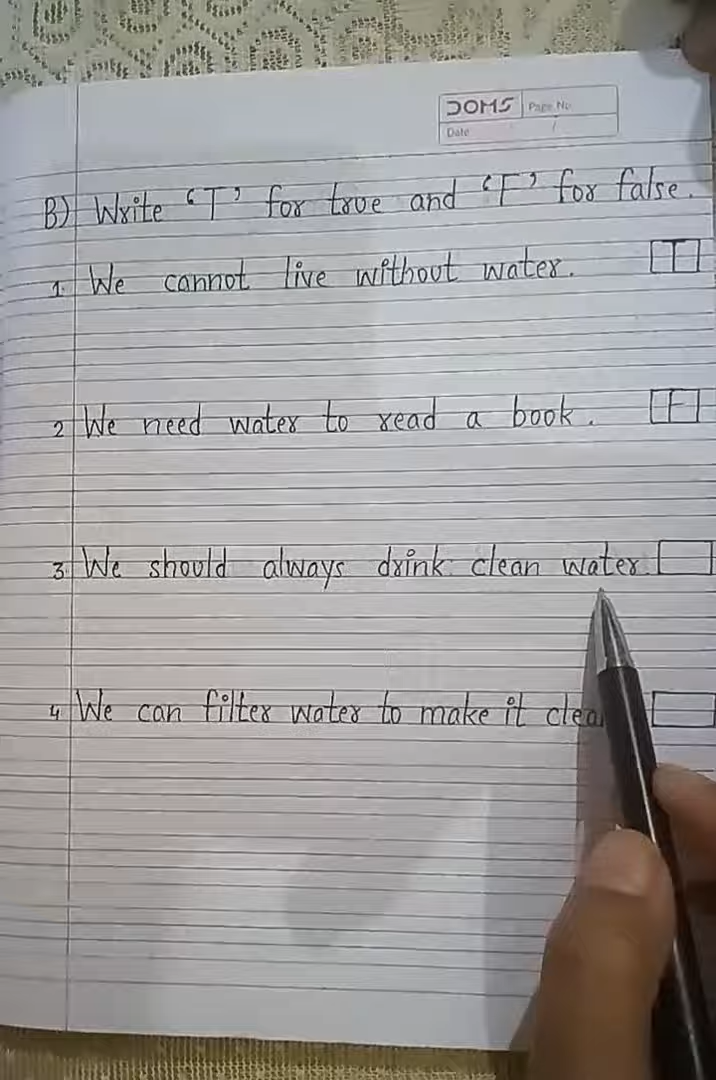 DOMS Page No.
Date / 
B) Write 'T' for true and 'F' for false.
1. We cannot live without water. T
2 We need water to read a book. F
3. We should always drink clean water.
4 We can filter water to make it